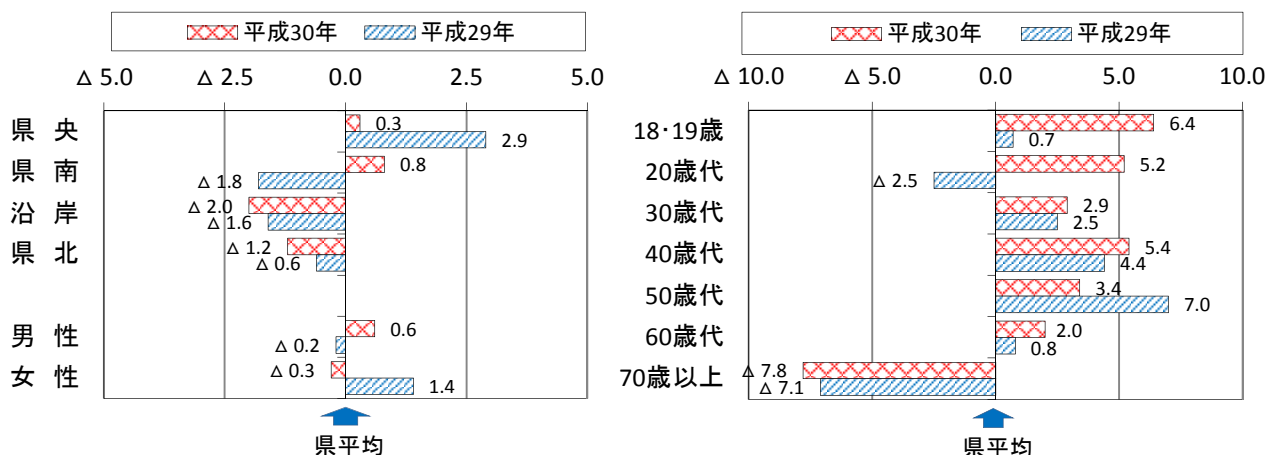 平成30年 平成29年
△ 5.0 △ 2.5 0.0 2.5 5.0
県 央 0.3
2.9
県 南 0.8
△ 1.8
沿 岸 △ 2.0
△ 1.6
県 北 △ 1.2
△ 0.6
男 性 0.6
△ 0.2
女 性 △ 0.3
1.4
県平均
平成30年 平成29年
△ 10.0 △ 5.0 0.0 5.0 10.0
18･19歳 6.4
0.7
20歳代 5.2
△ 2.5
30歳代 2.9
2.5
40歳代 5.4
4.4
50歳代 3.4
7.0
60歳代 2.0
0.8
70歳以上 △ 7.8
△ 7.1
県平均